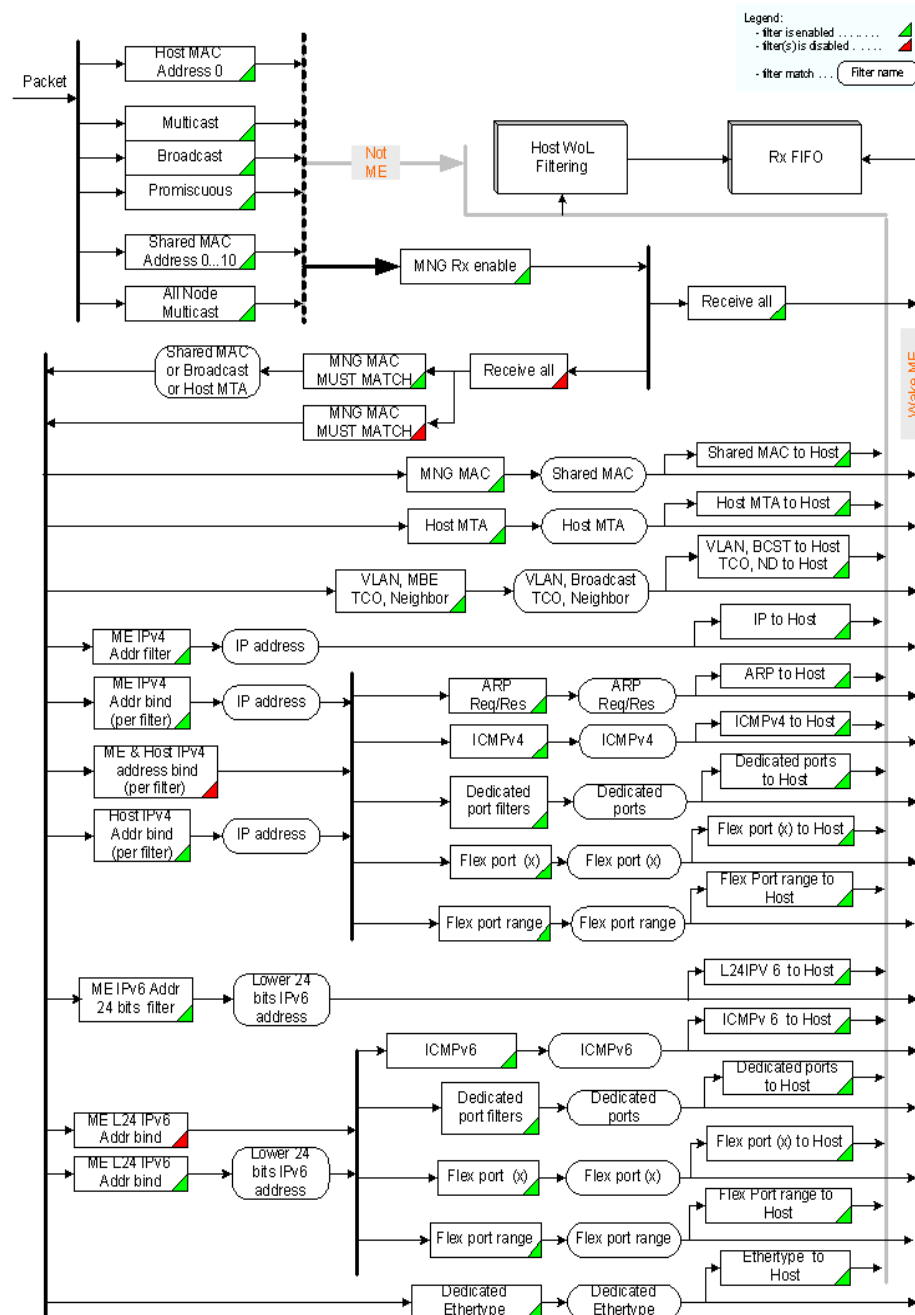 Legend:
- filter is enabled ........
- filter(s) is disabled ......
- filter match ... Filter name
Packet
Host MAC
Address 0
Multicast
Broadcast
Promiscuous
Shared MAC
Address 0...10
All Node
Multicast
Not
ME
Host WoL
Filtering
Rx FIFO
MNG Rx enable
Receive all
Wake ME
Shared MAC
or Broadcast
or Host MTA
MNG MAC
MUST MATCH
Receive all
MNG MAC
MUST MATCH
MNG MAC
Shared MAC
Shared MAC to Host
Host MTA
Host MTA
Host MTA to Host
VLAN, MBE
TCO, Neighbor
VLAN, Broadcast
TCO, Neighbor
VLAN, BCST to Host
TCO, ND to Host
ME IPv4
Addr filter
IP address
IP to Host
ME IPv4
Addr bind
(per filter)
IP address
ARP
Req/Res
ARP
Req/Res
ARP to Host
ICMPv4
ICMPv4
ICMPv4 to Host
ME & Host IPv4
address bind
(per filter)
Dedicated
port filters
Dedicated
ports
Dedicated ports
to Host
Host IPv4
Addr bind
(per filter)
IP address
Flex port (x)
Flex port (x)
Flex port (x) to Host
Flex port range
Flex port range
Flex Port range to
Host
ME IPv6 Addr
24 bits filter
Lower 24
bits IPv6
address
L24IPV 6 to Host
ICMPv6
ICMPv6
ICMPv 6 to Host
Dedicated
port filters
Dedicated
ports
Dedicated ports
to Host
ME L24 IPv6
Addr bind
ME L24 IPv6
Addr bind
Lower 24
bits IPv6
address
Flex port (x)
Flex port (x)
Flex port (x) to Host
Flex port range
Flex port range
Flex Port range to
Host
Dedicated
Ethertype
Dedicated
Ethertype
Ethertype to
Host